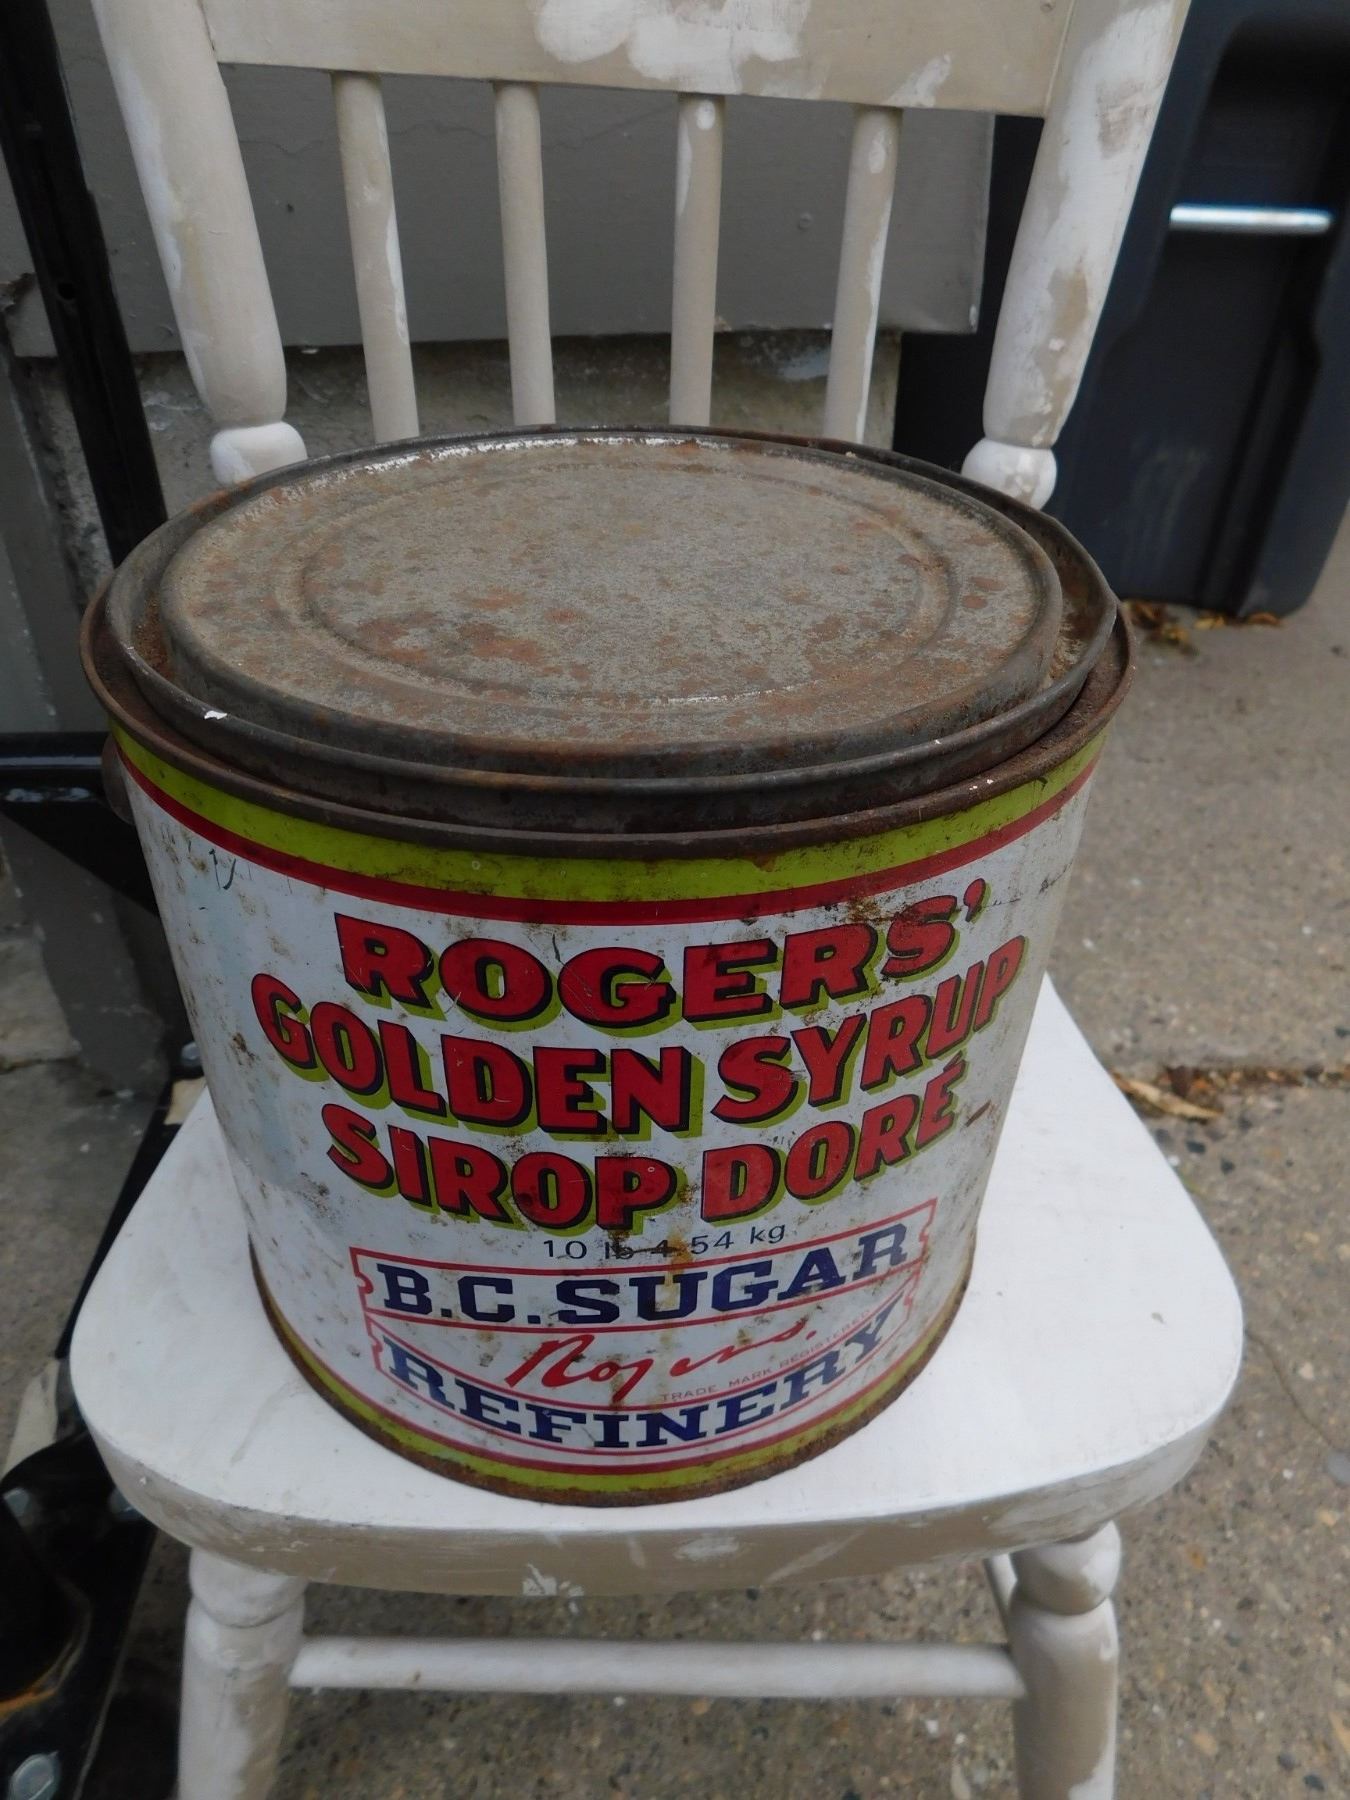 ROGERS'
GOLDEN SYRUP
SIROP DORÉ
10 lb 4.54 kg
B.C. SUGAR
Rogers.
TRADE MARK REGISTERED
REFINERY